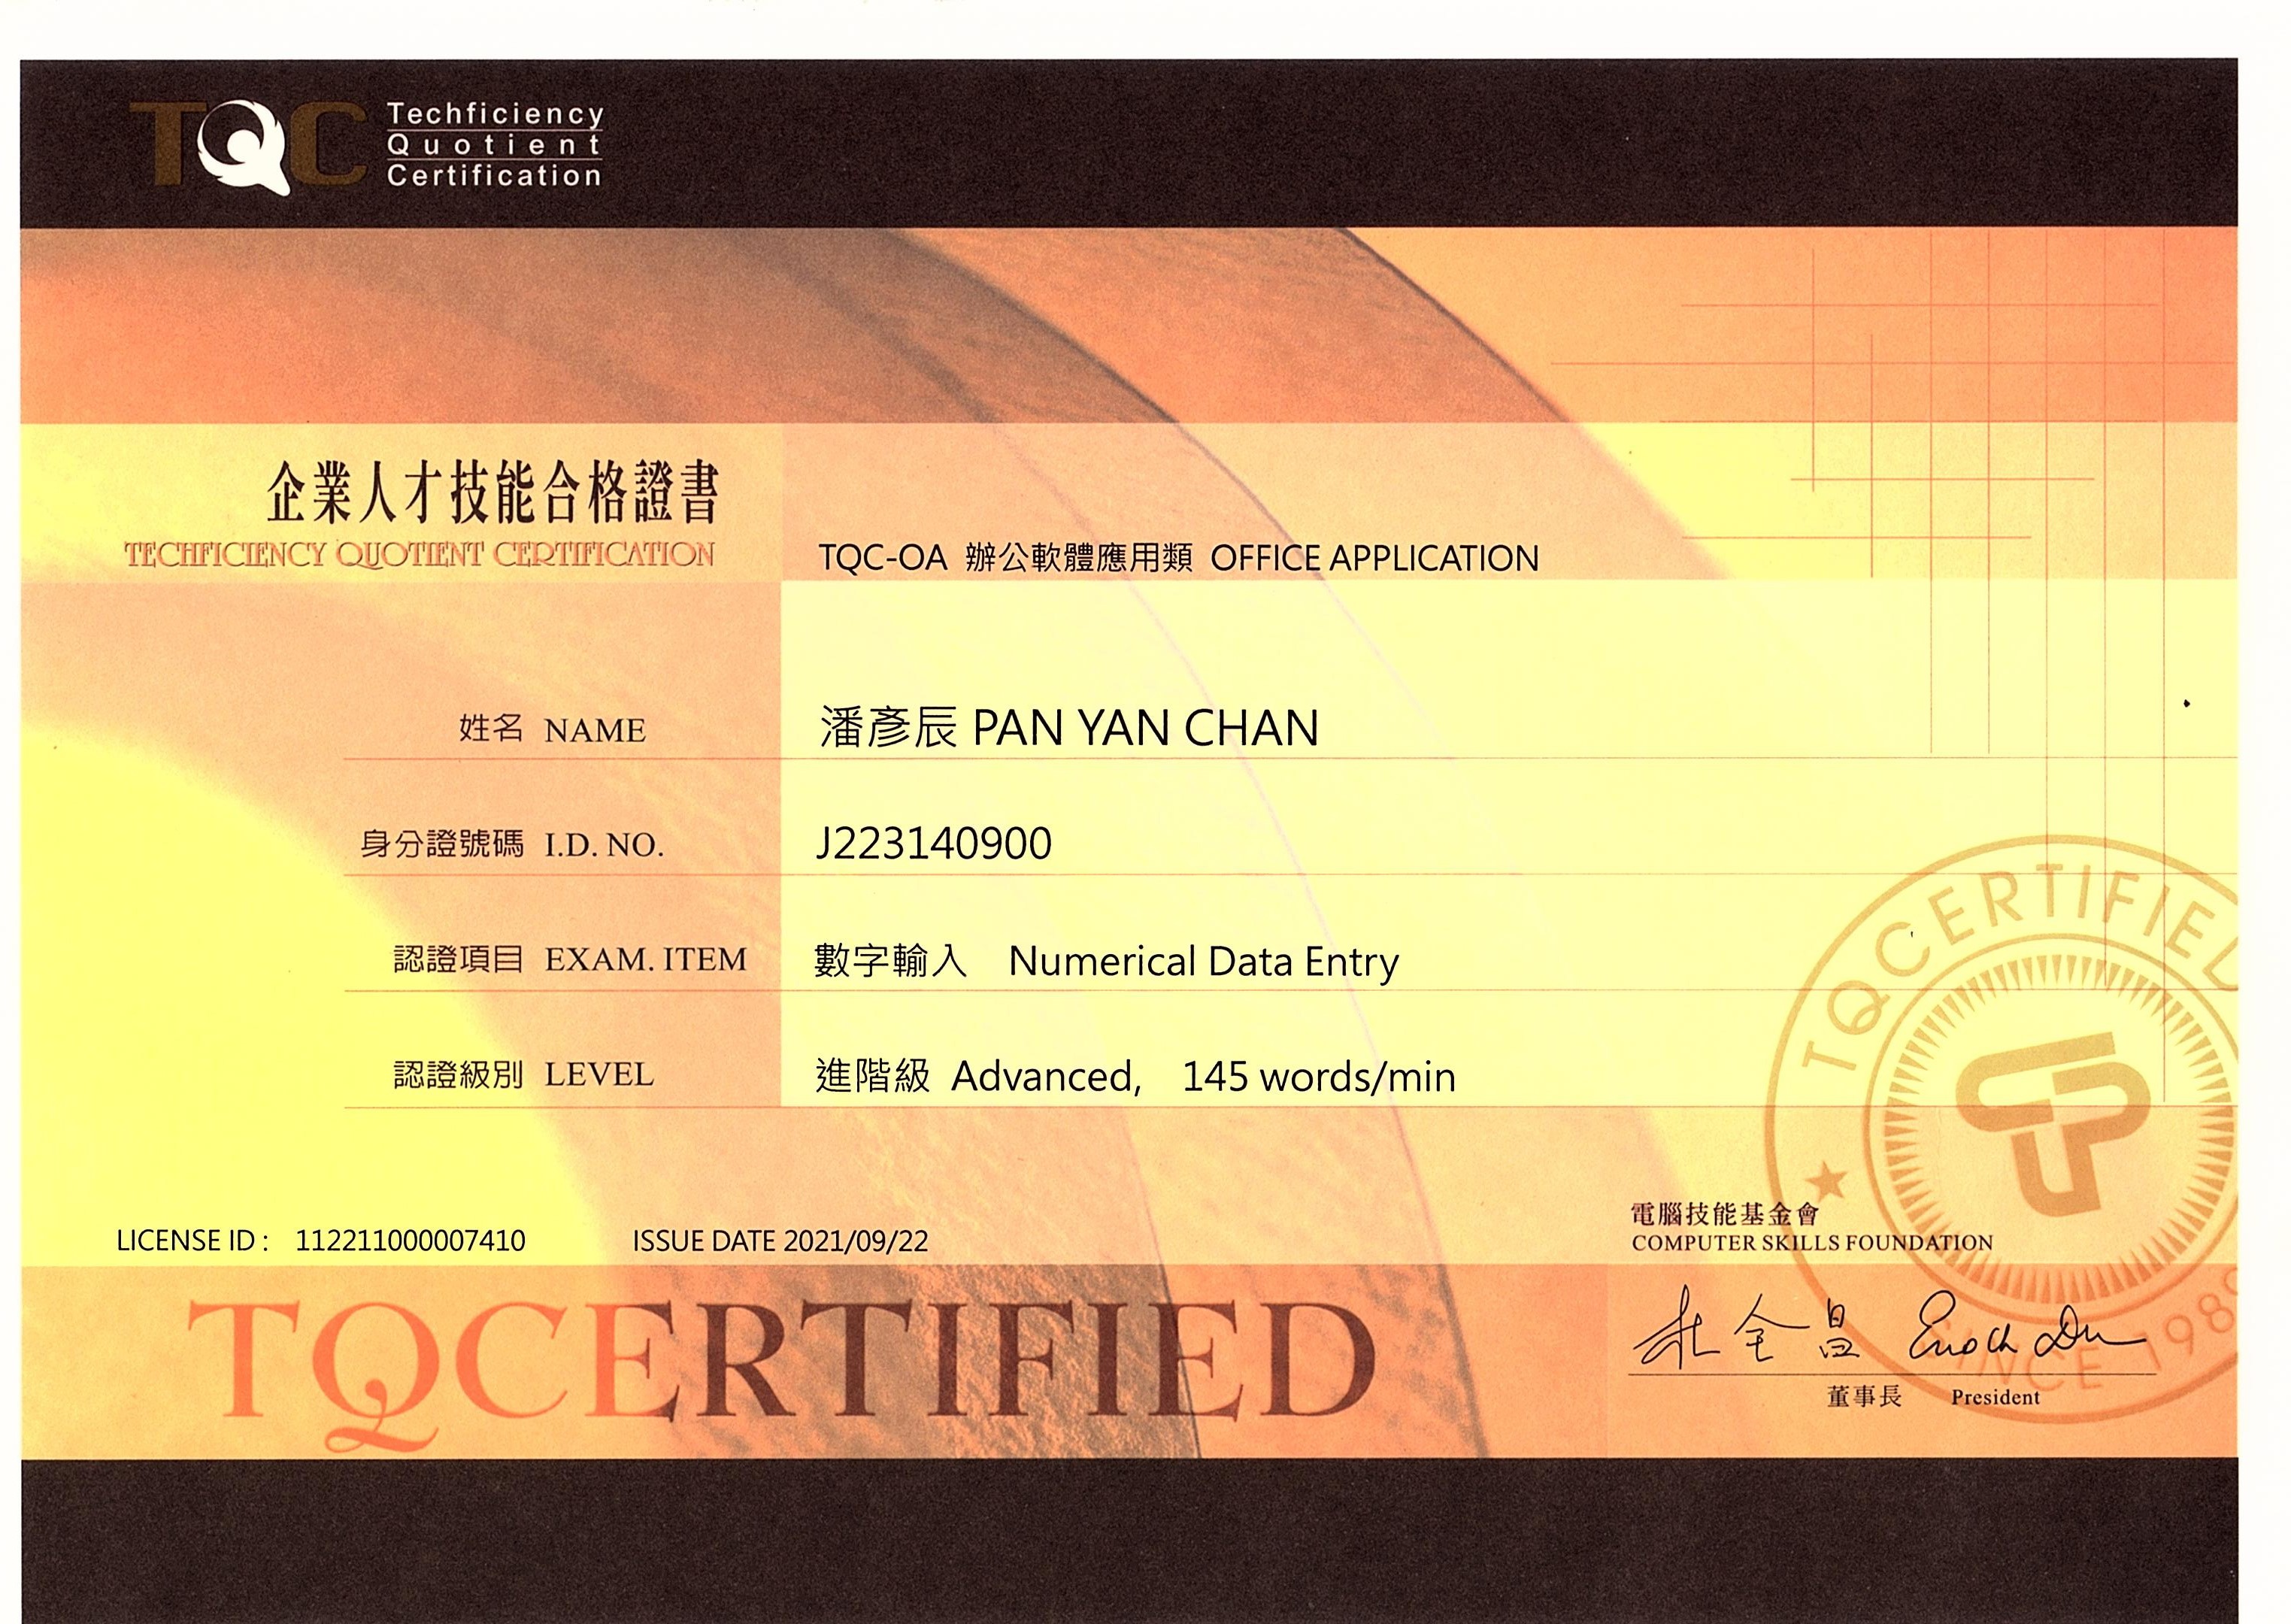 TQC
Techficiency
Quotient
Certification
企業人才技能合格證書
TECHFICIENCY QUOTIENT CERTIFICATION
TQC-OA 辦公軟體應用類 OFFICE APPLICATION
姓名 NAME 潘彥辰 PAN YAN CHAN
身分證號碼 I.D. NO. J223140900
認證項目 EXAM. ITEM 數字輸入 Numerical Data Entry
認證級別 LEVEL 進階級 Advanced, 145 words/min
LICENSE ID : 112211000007410 ISSUE DATE 2021/09/22
電腦技能基金會
COMPUTER SKILLS FOUNDATION
TQCERTIFIED
杜全昌 Enoch Du
董事長 President
TQCERTIFIED
SINCE 198